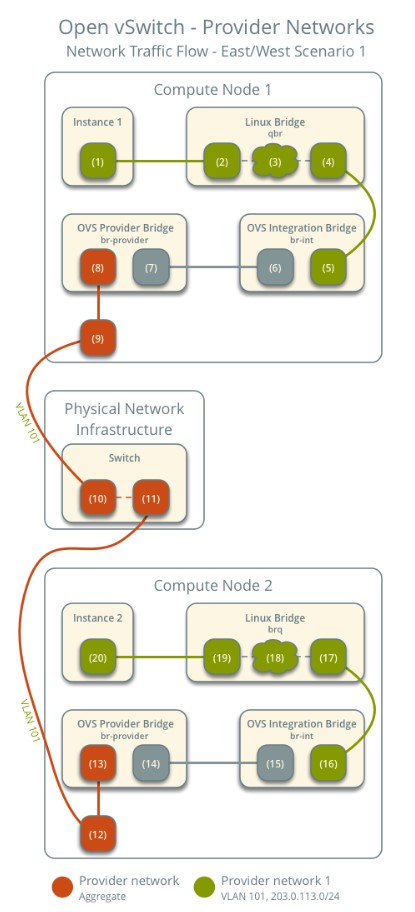 Open vSwitch - Provider Networks
Network Traffic Flow - East/West Scenario 1
Compute Node 1
Instance 1
Linux Bridge
qbr
(1)
(2)
(3)
(4)
OVS Provider Bridge
br-provider
OVS Integration Bridge
br-int
(8)
(7)
(6)
(5)
(9)
VLAN 101
Physical Network
Infrastructure
Switch
(10)
(11)
Compute Node 2
Instance 2
Linux Bridge
brq
(20)
(19)
(18)
(17)
VLAN 101
OVS Provider Bridge
br-provider
OVS Integration Bridge
br-int
(13)
(14)
(15)
(16)
(12)
Provider network
Aggregate
Provider network 1
VLAN 101, 203.0.113.0/24